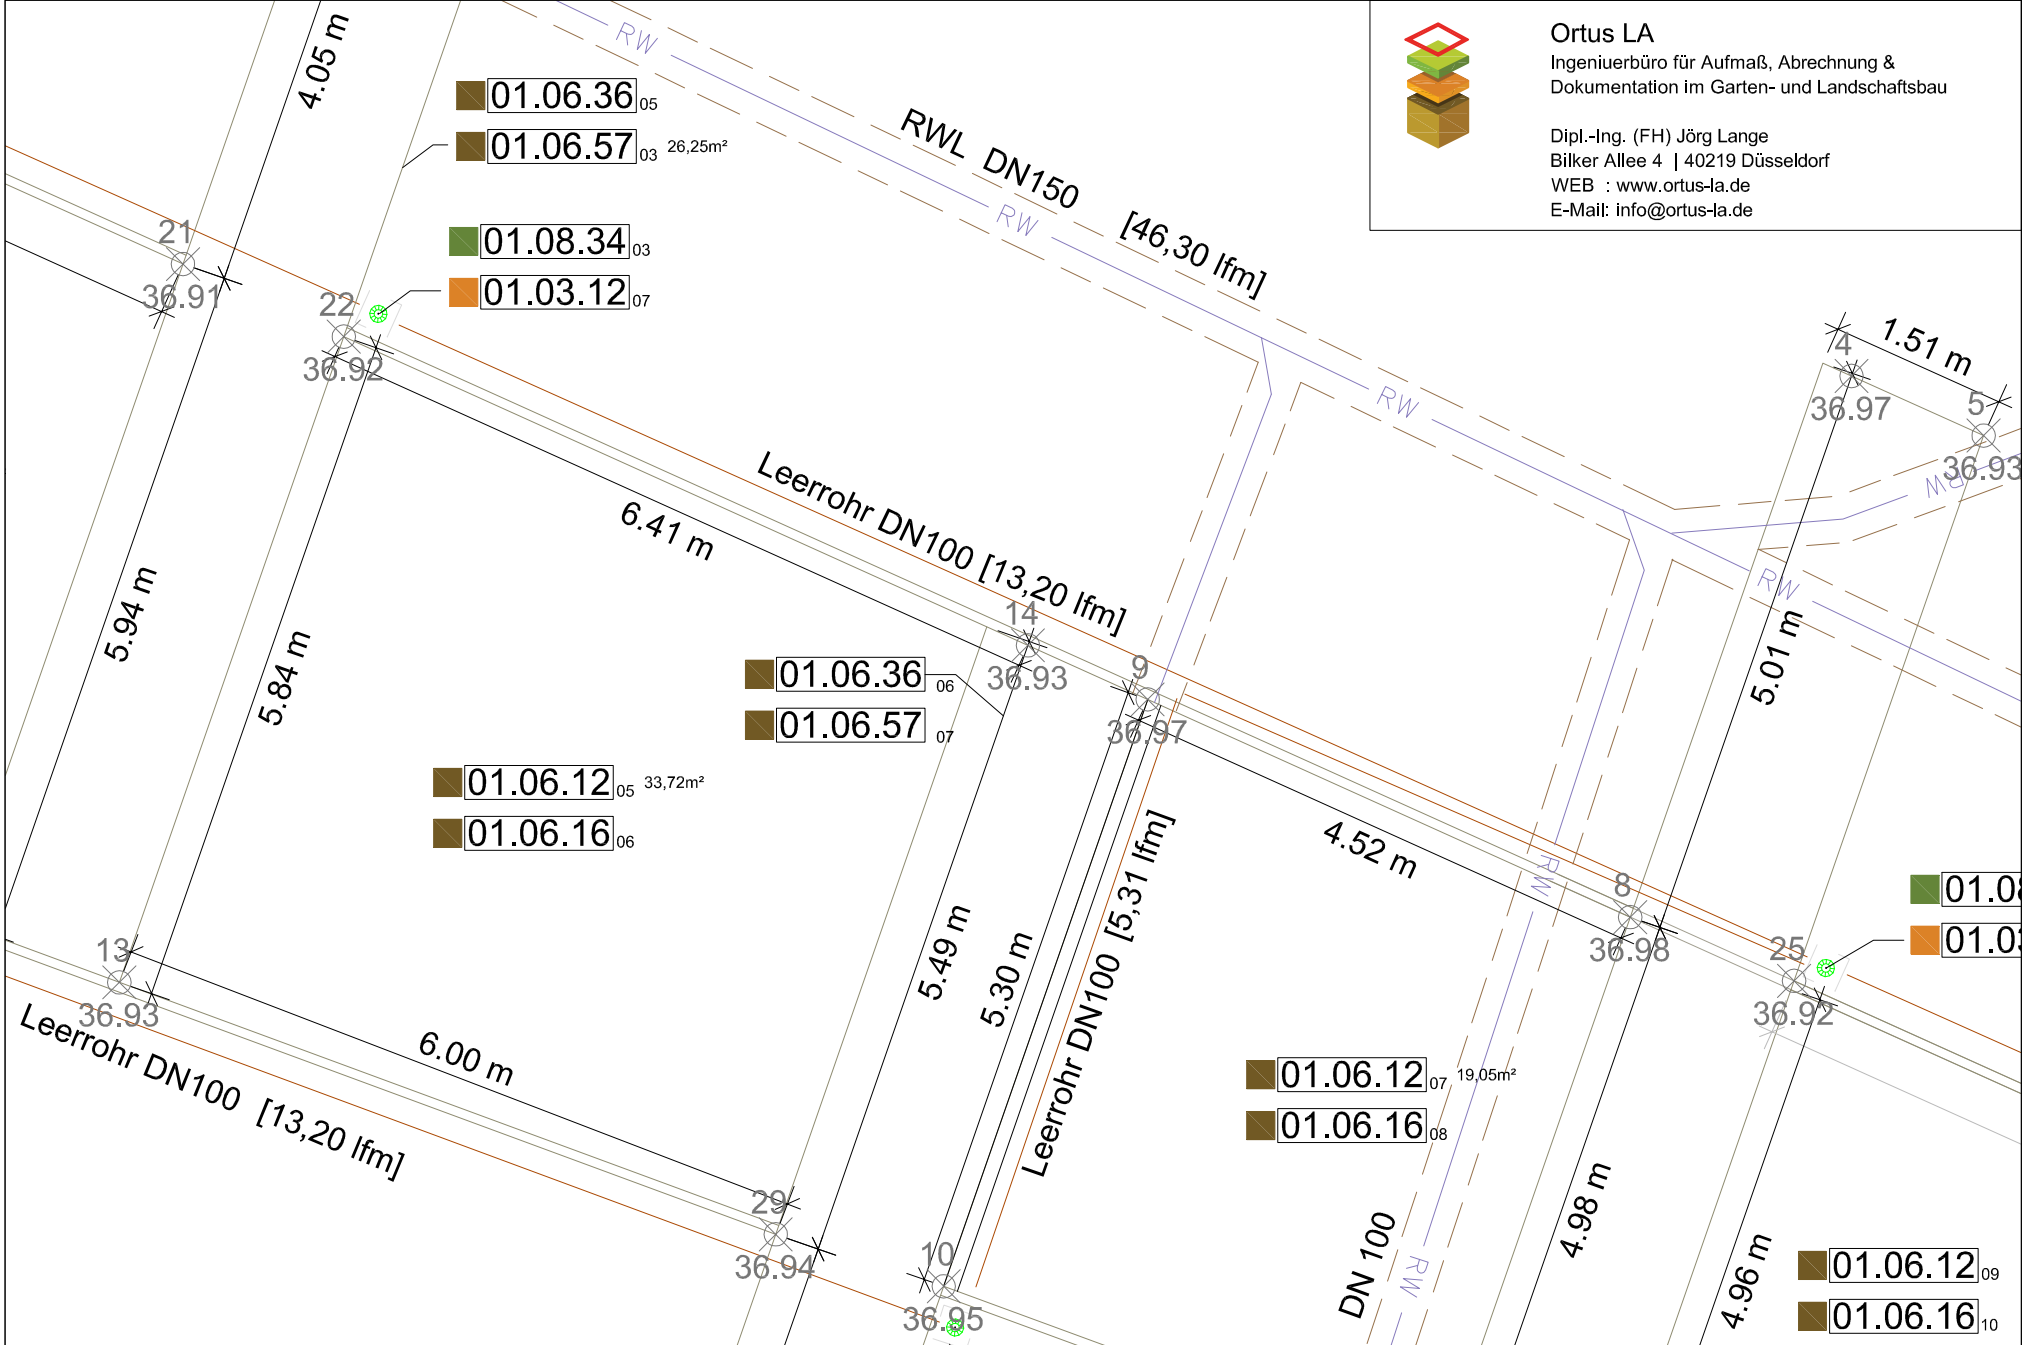 Ortus LA
Ingeniuerbüro für Aufmaß, Abrechnung &
Dokumentation im Garten- und Landschaftsbau
Dipl.-Ing. (FH) Jörg Lange
Bilker Allee 4 | 40219 Düsseldorf
WEB : www.ortus-la.de
E-Mail: info@ortus-la.de
4.05 m
RW
01.06.36 05
01.06.57 03 26,25m²
RWL DN150 [46,30 lfm]
RW
21
36.91
01.08.34 03
01.03.12 07
22
36.92
1.51 m
4
36.97
5
36.93
RW
RW
Leerrohr DN100 [13,20 lfm]
6.41 m
RW
5.94 m
5.84 m
14
36.93
5.01 m
01.06.36 06
01.06.57 07
9
36.97
01.06.12 05 33,72m²
01.06.16 06
4.52 m
RW
8
36.98
01.08
01.03
25
36.92
13
36.93
5.49 m
5.30 m
Leerrohr DN100 [5,31 lfm]
Leerrohr DN100 [13,20 lfm]
6.00 m
01.06.12 07 19,05m²
01.06.16 08
29
36.94
10
36.95
DN 100
RW
4.98 m
4.96 m
01.06.12 09
01.06.16 10